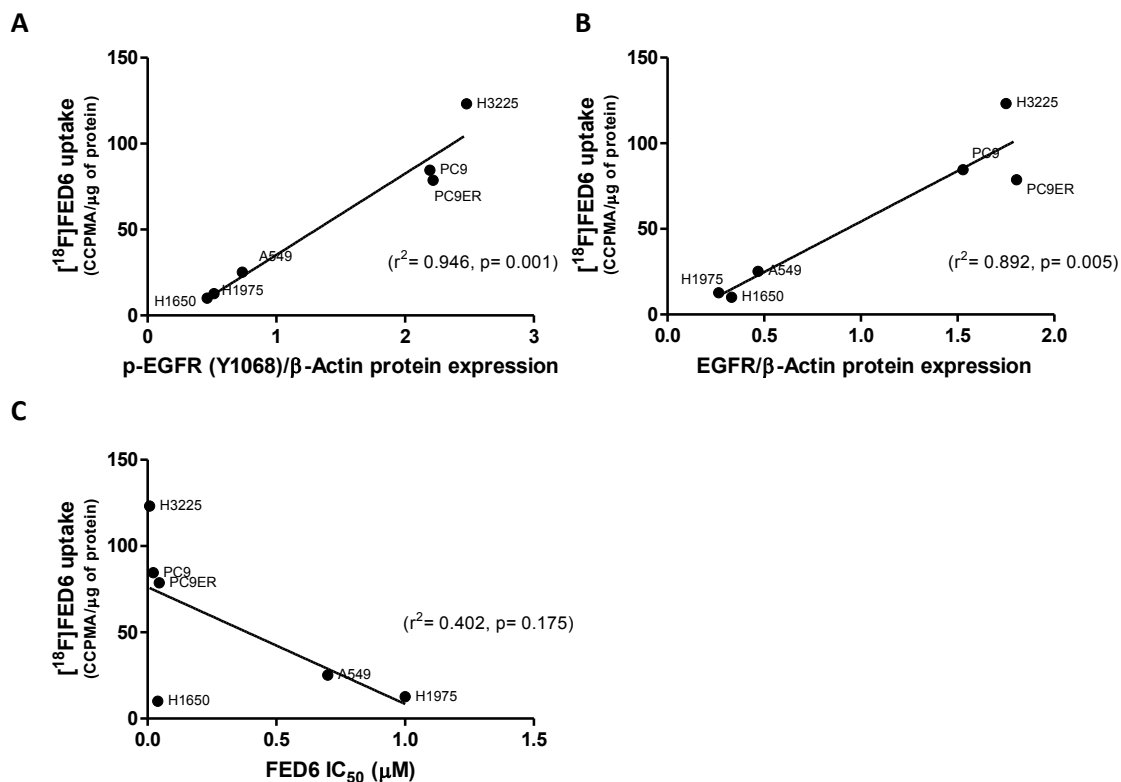 A
[¹⁸F]FED6 uptake
(CCPMA/µg of protein)
150
100
50
0
H3225
PC9
PC9ER
A549
H1975
H1650
(r²= 0.946, p= 0.001)
0
1
2
3
p-EGFR (Y1068)/β-Actin protein expression
B
[¹⁸F]FED6 uptake
(CCPMA/µg of protein)
150
100
50
0
H3225
PC9
PC9ER
A549
H1975
H1650
(r²= 0.892, p= 0.005)
0.0
0.5
1.0
1.5
2.0
EGFR/β-Actin protein expression
C
[¹⁸F]FED6 uptake
(CCPMA/µg of protein)
150
100
50
0
H3225
PC9
PC9ER
A549
H1975
H1650
(r²= 0.402, p= 0.175)
0.0
0.5
1.0
1.5
FED6 IC₅₀ (µM)